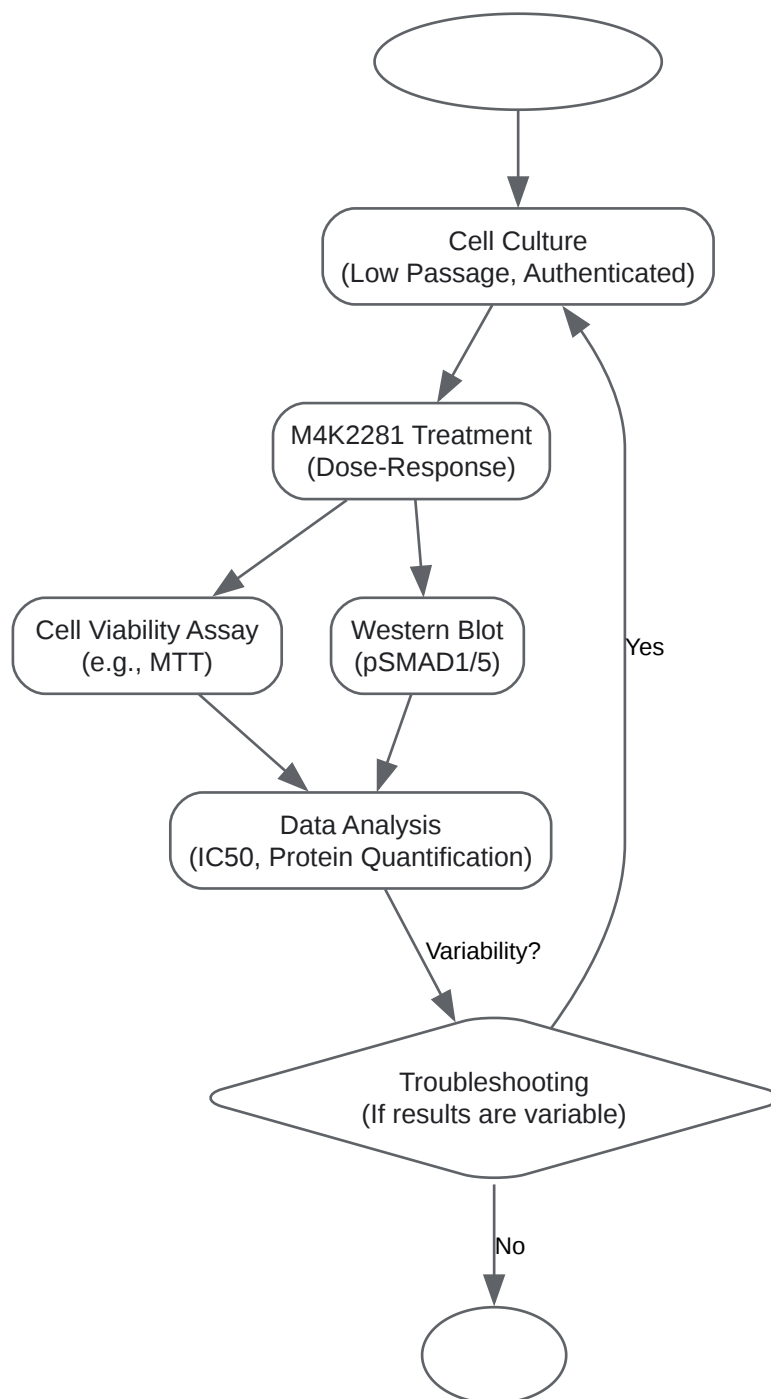 Cell Culture
(Low Passage, Authenticated)
M4K2281 Treatment
(Dose-Response)
Cell Viability Assay
(e.g., MTT)
Western Blot
(pSMAD1/5)
Yes
Data Analysis
(IC50, Protein Quantification)
Variability?
Troubleshooting
(If results are variable)
No